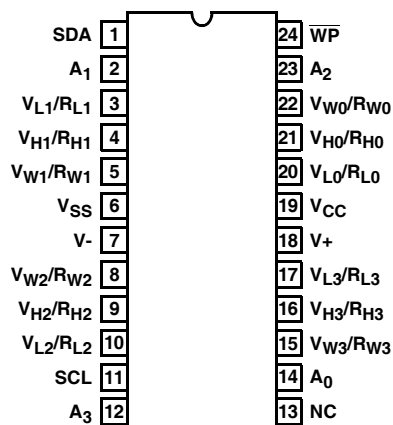 SDA 1 24 W̅P̅
A1 2 23 A2
VL1/RL1 3 22 VW0/RW0
VH1/RH1 4 21 VH0/RH0
VW1/RW1 5 20 VL0/RL0
VSS 6 19 VCC
V- 7 18 V+
VW2/RW2 8 17 VL3/RL3
VH2/RH2 9 16 VH3/RH3
VL2/RL2 10 15 VW3/RW3
SCL 11 14 A0
A3 12 13 NC